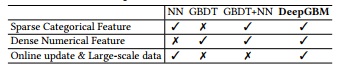 NN GBDT GBDT+NN DeepGBM
Sparse Categorical Feature ✓ ✗ ✓ ✓
Dense Numerical Feature ✗ ✓ ✓ ✓
Online update & Large-scale data ✓ ✗ ✗ ✓